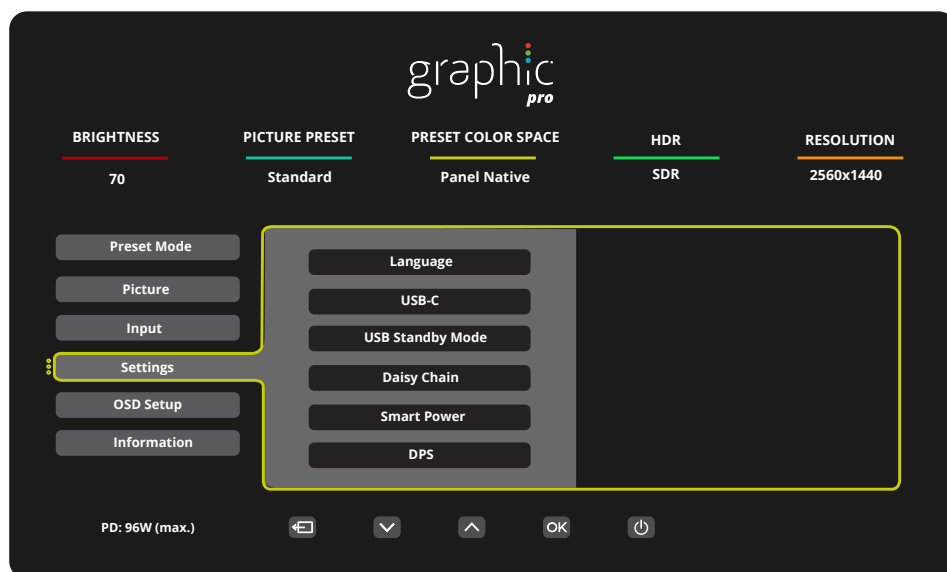 graphic
pro
BRIGHTNESS
70
PICTURE PRESET
Standard
PRESET COLOR SPACE
Panel Native
HDR
SDR
RESOLUTION
2560x1440
Preset Mode
Picture
Input
Settings
OSD Setup
Information
Language
USB-C
USB Standby Mode
Daisy Chain
Smart Power
DPS
PD: 96W (max.)
OK